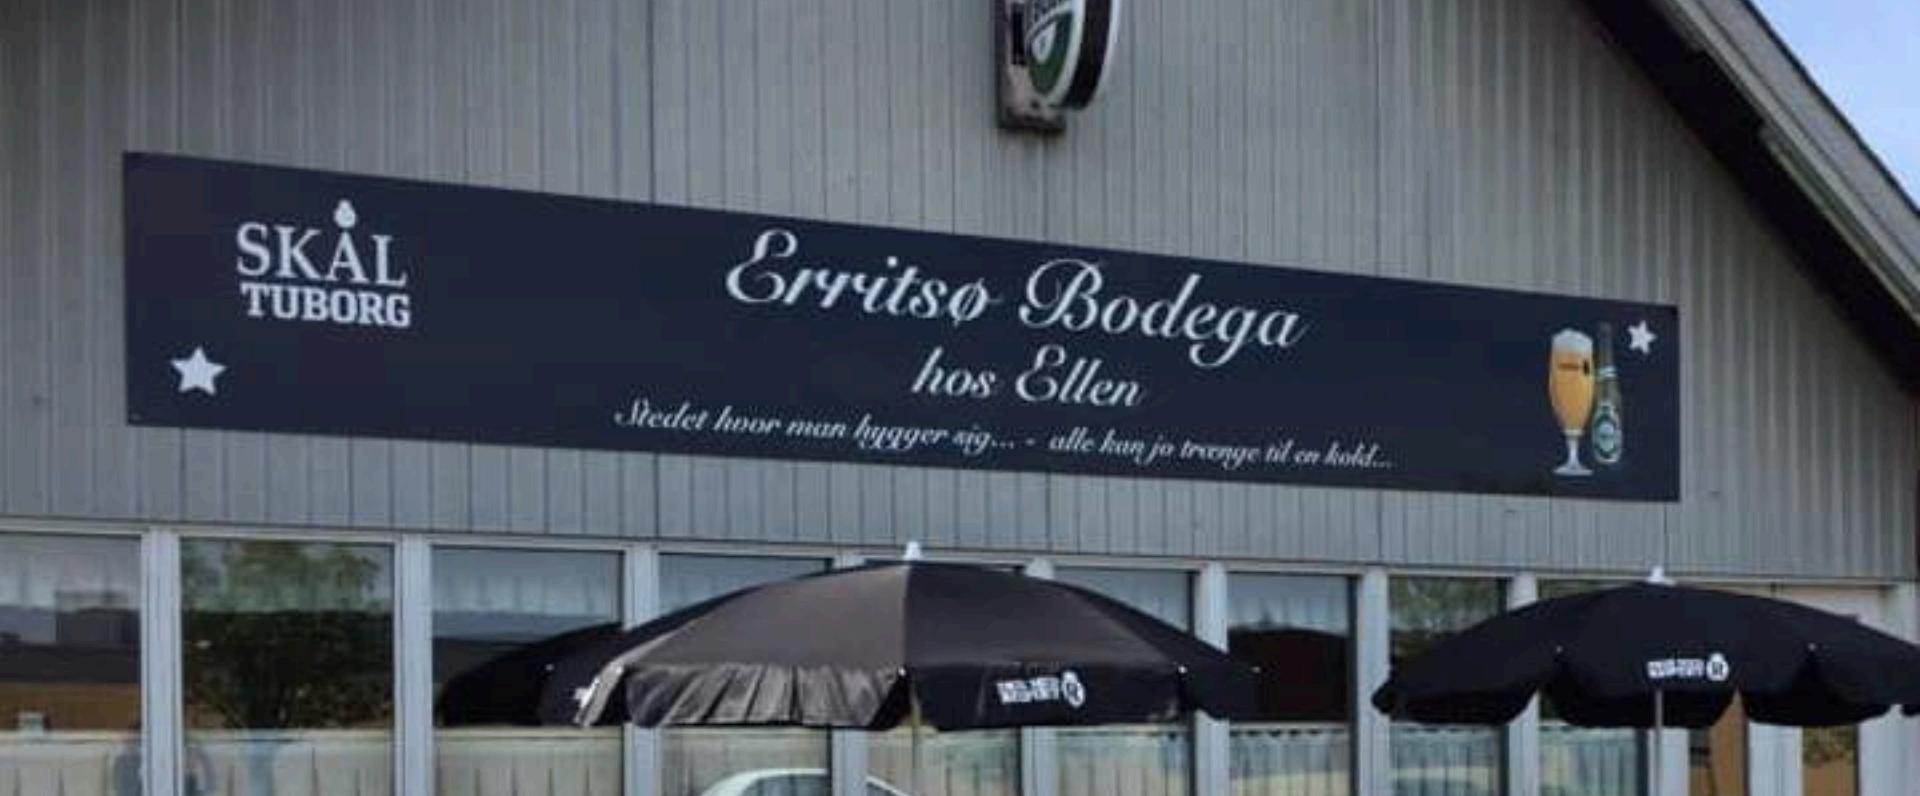 SKÅL
TUBORG
Erritsø Bodega
hos Ellen
Stedet hvor man hygger sig... - alle kan jo trænge til en kold...